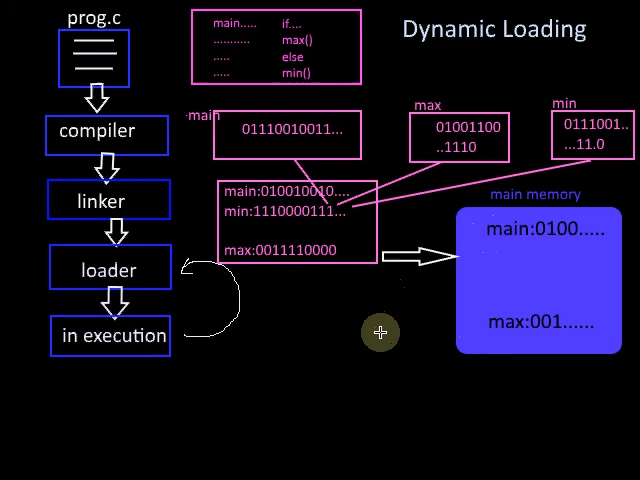 prog.c
main.....    if....
...........    max()
.....    else
.....    min()
Dynamic Loading
compiler
linker
loader
in execution
main
01110010011...
max
01001100
..1110
min
0111001..
...11.0
main:010010010....
min:1110000111...
max:0011110000
main memory
main:0100.....
max:001......